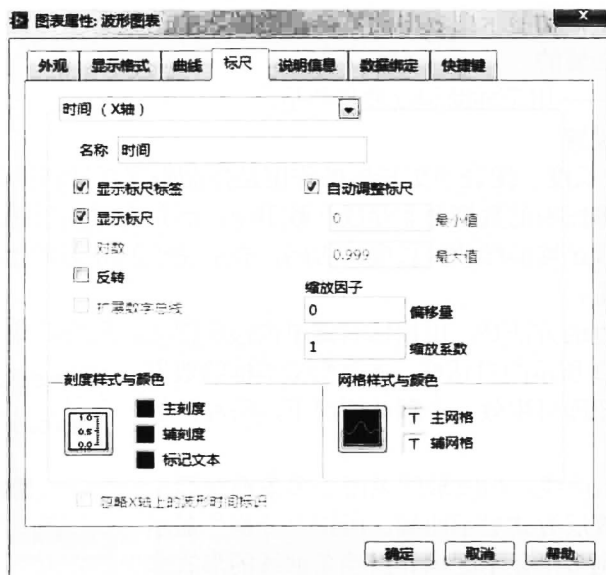 图表属性: 波形图表
X
外观 显示格式 曲线 标尺 说明信息 数据绑定 快捷键
时间（X轴）
名称 时间
显示标尺标签 自动调整标尺
显示标尺 0 最小值
对数 0.999 最大值
反转
扩展数字总线
缩放因子
0 偏移量
1 缩放系数
刻度样式与颜色 网格样式与颜色
1.0 主刻度 T 主网格
0.5 辅刻度 T 辅网格
0.0 标记文本
忽略X轴上的波形时间标识
确定 取消 帮助